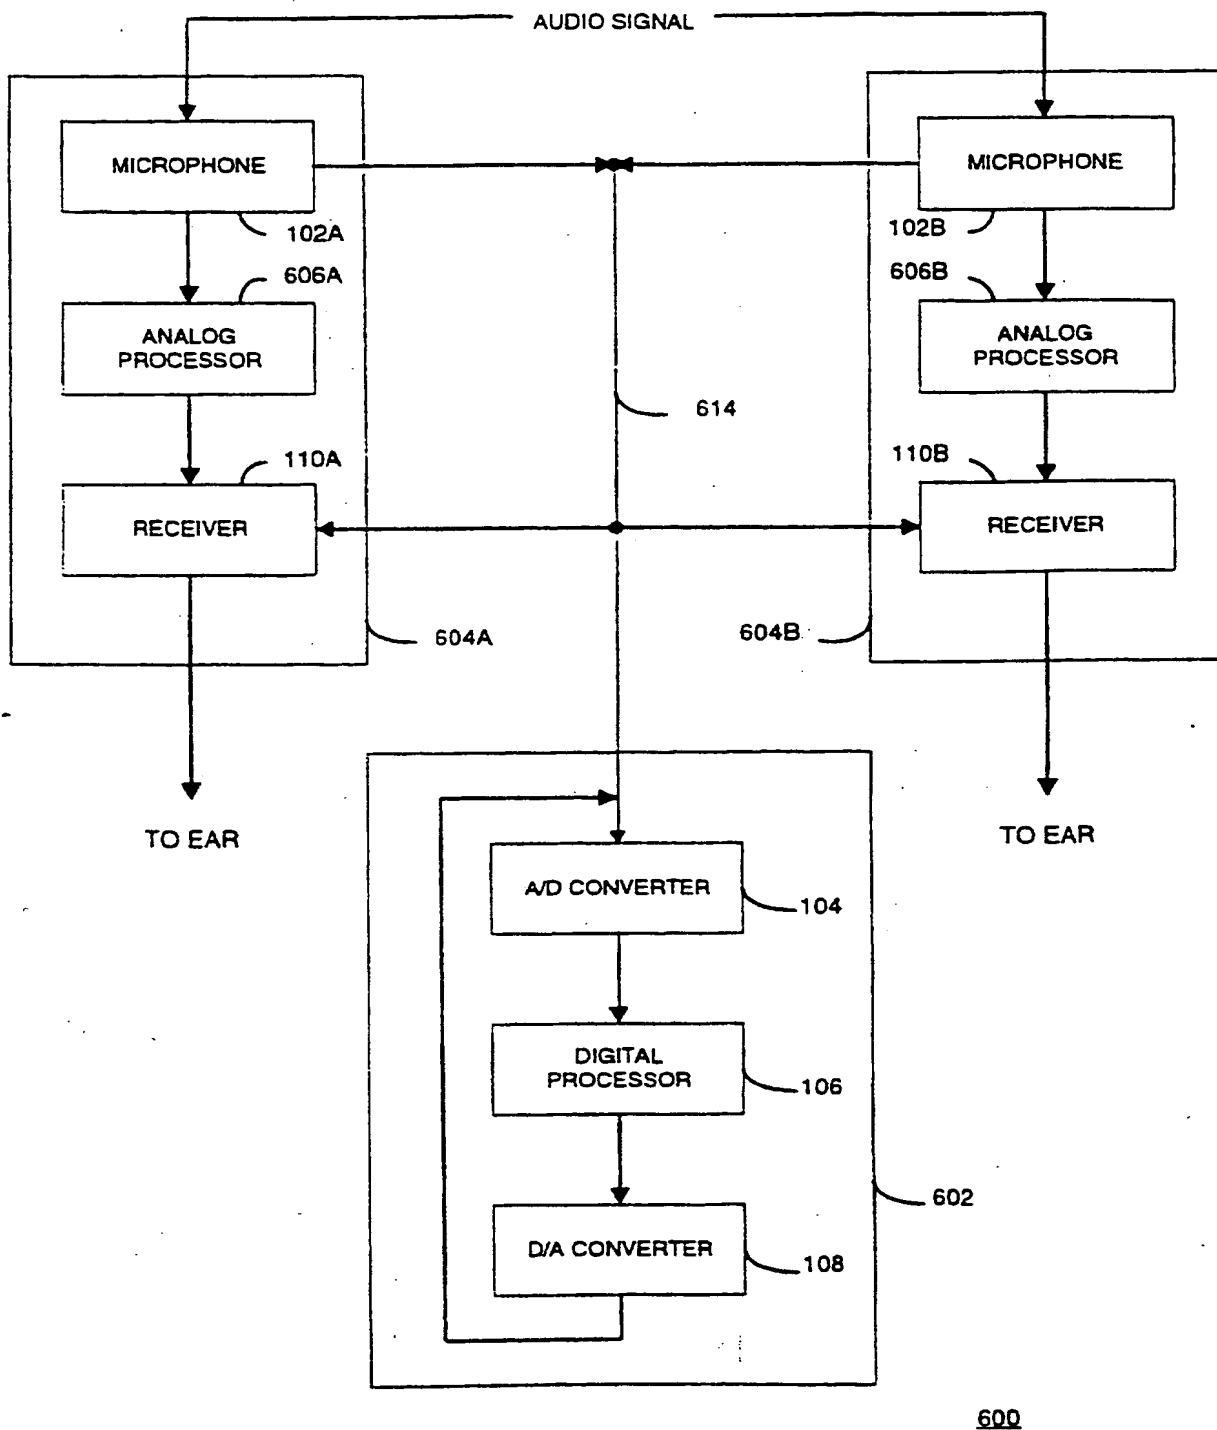 AUDIO SIGNAL
MICROPHONE
102A
606A
ANALOG
PROCESSOR
110A
RECEIVER
604A
TO EAR
614
MICROPHONE
102B
606B
ANALOG
PROCESSOR
110B
RECEIVER
604B
TO EAR
A/D CONVERTER
104
DIGITAL
PROCESSOR
106
602
D/A CONVERTER
108
600